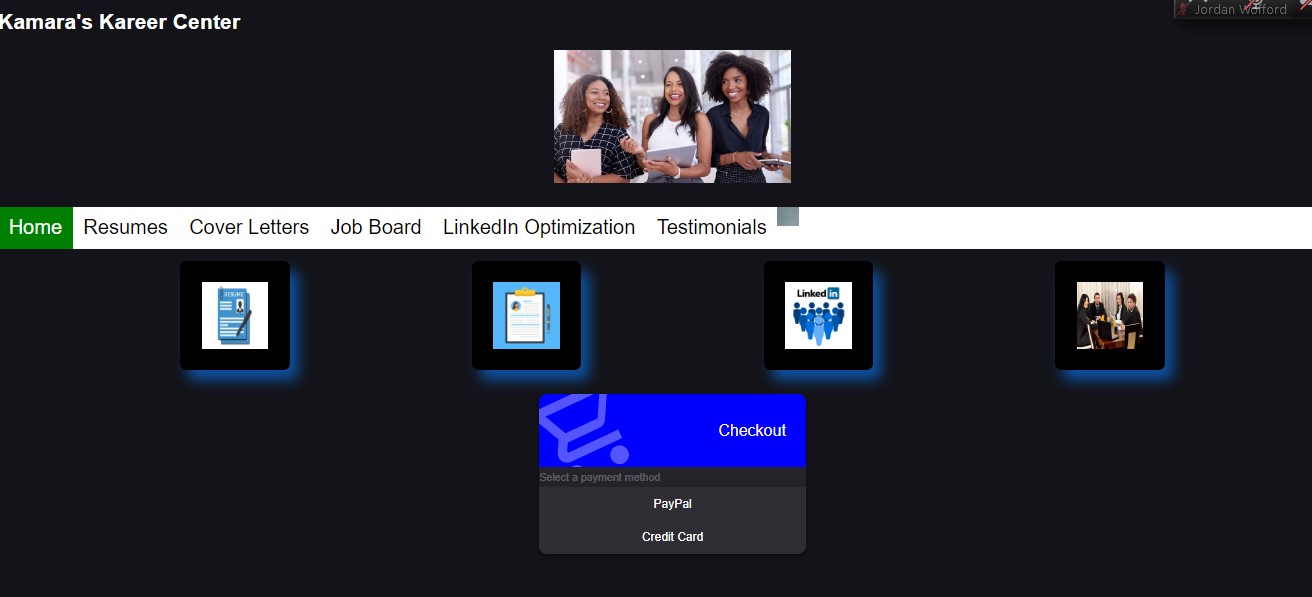 Kamara's Kareer Center
Jordan Wofford
Home Resumes Cover Letters Job Board LinkedIn Optimization Testimonials
RESUME
Linked in
Checkout
Select a payment method
PayPal
Credit Card